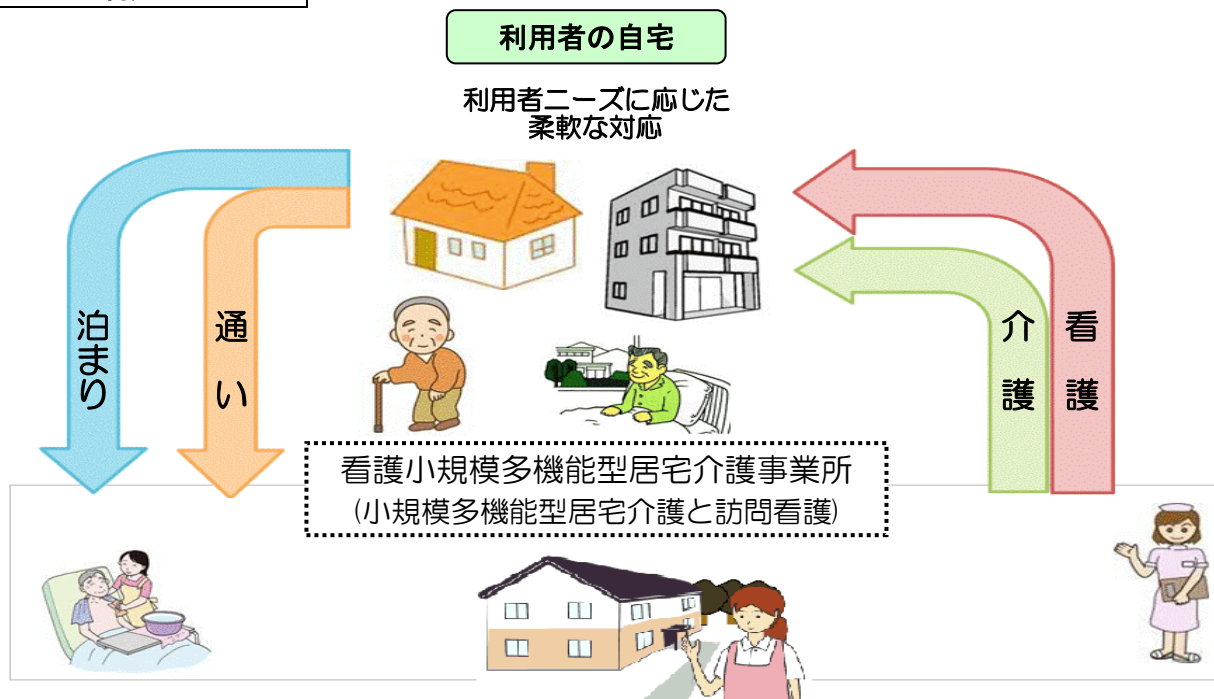 利用者の自宅
利用者ニーズに応じた
柔軟な対応
泊まり
通い
介護
看護
看護小規模多機能型居宅介護事業所
(小規模多機能型居宅介護と訪問看護)